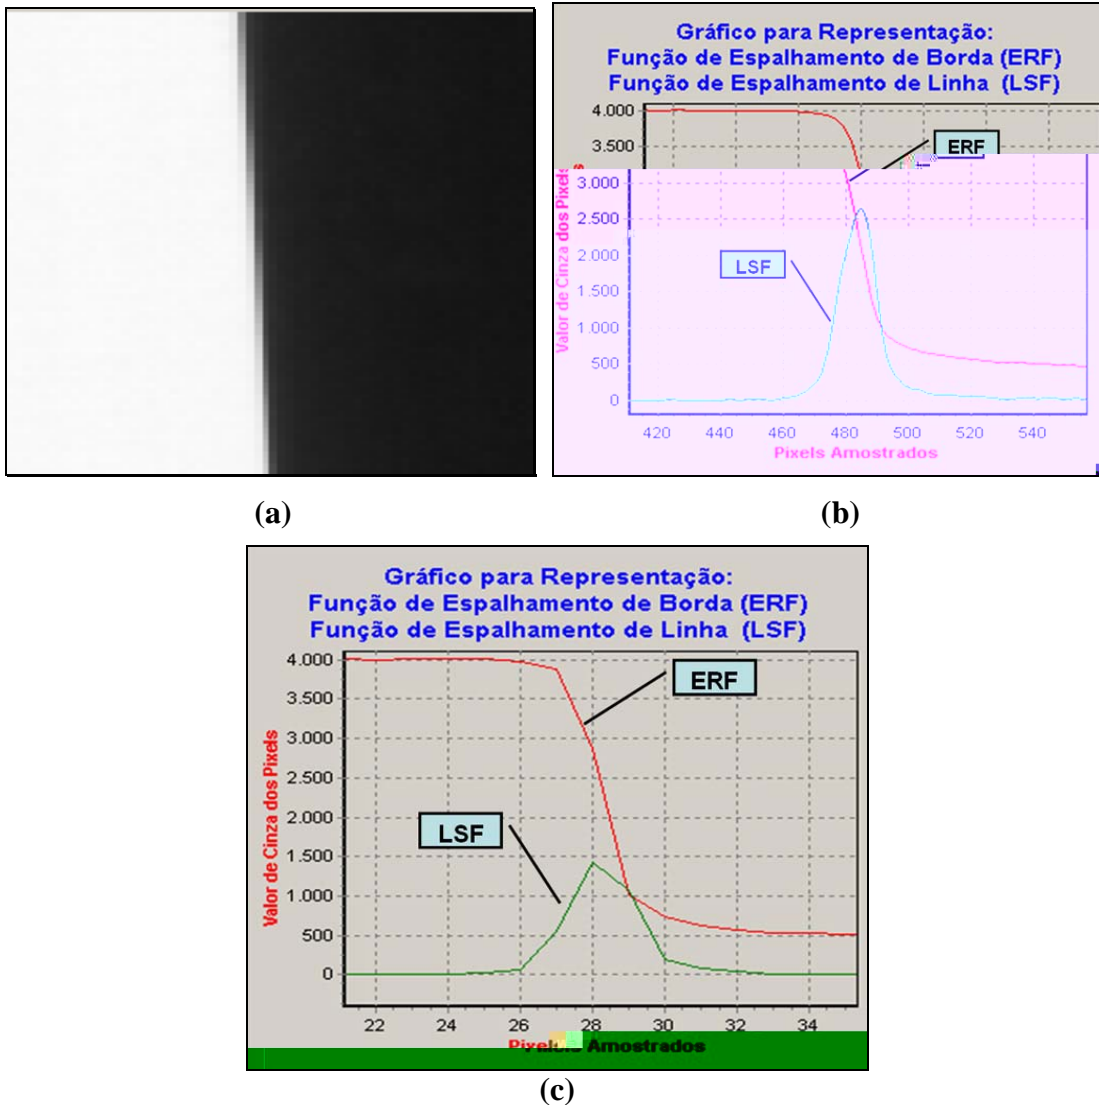 Gráfico para Representação:
Função de Espalhamento de Borda (ERF)
Função de Espalhamento de Linha (LSF)
4.000
3.500
3.000
2.500
2.000
1.500
1.000
500
0
Valor de Cinza dos Pixels
ERF
LSF
420 440 460 480 500 520 540
Pixels Amostrados
(a)
(b)
Gráfico para Representação:
Função de Espalhamento de Borda (ERF)
Função de Espalhamento de Linha (LSF)
4.000
3.500
3.000
2.500
2.000
1.500
1.000
500
0
Valor de Cinza dos Pixels
ERF
LSF
22 24 26 28 30 32 34
Amostrados
(c)